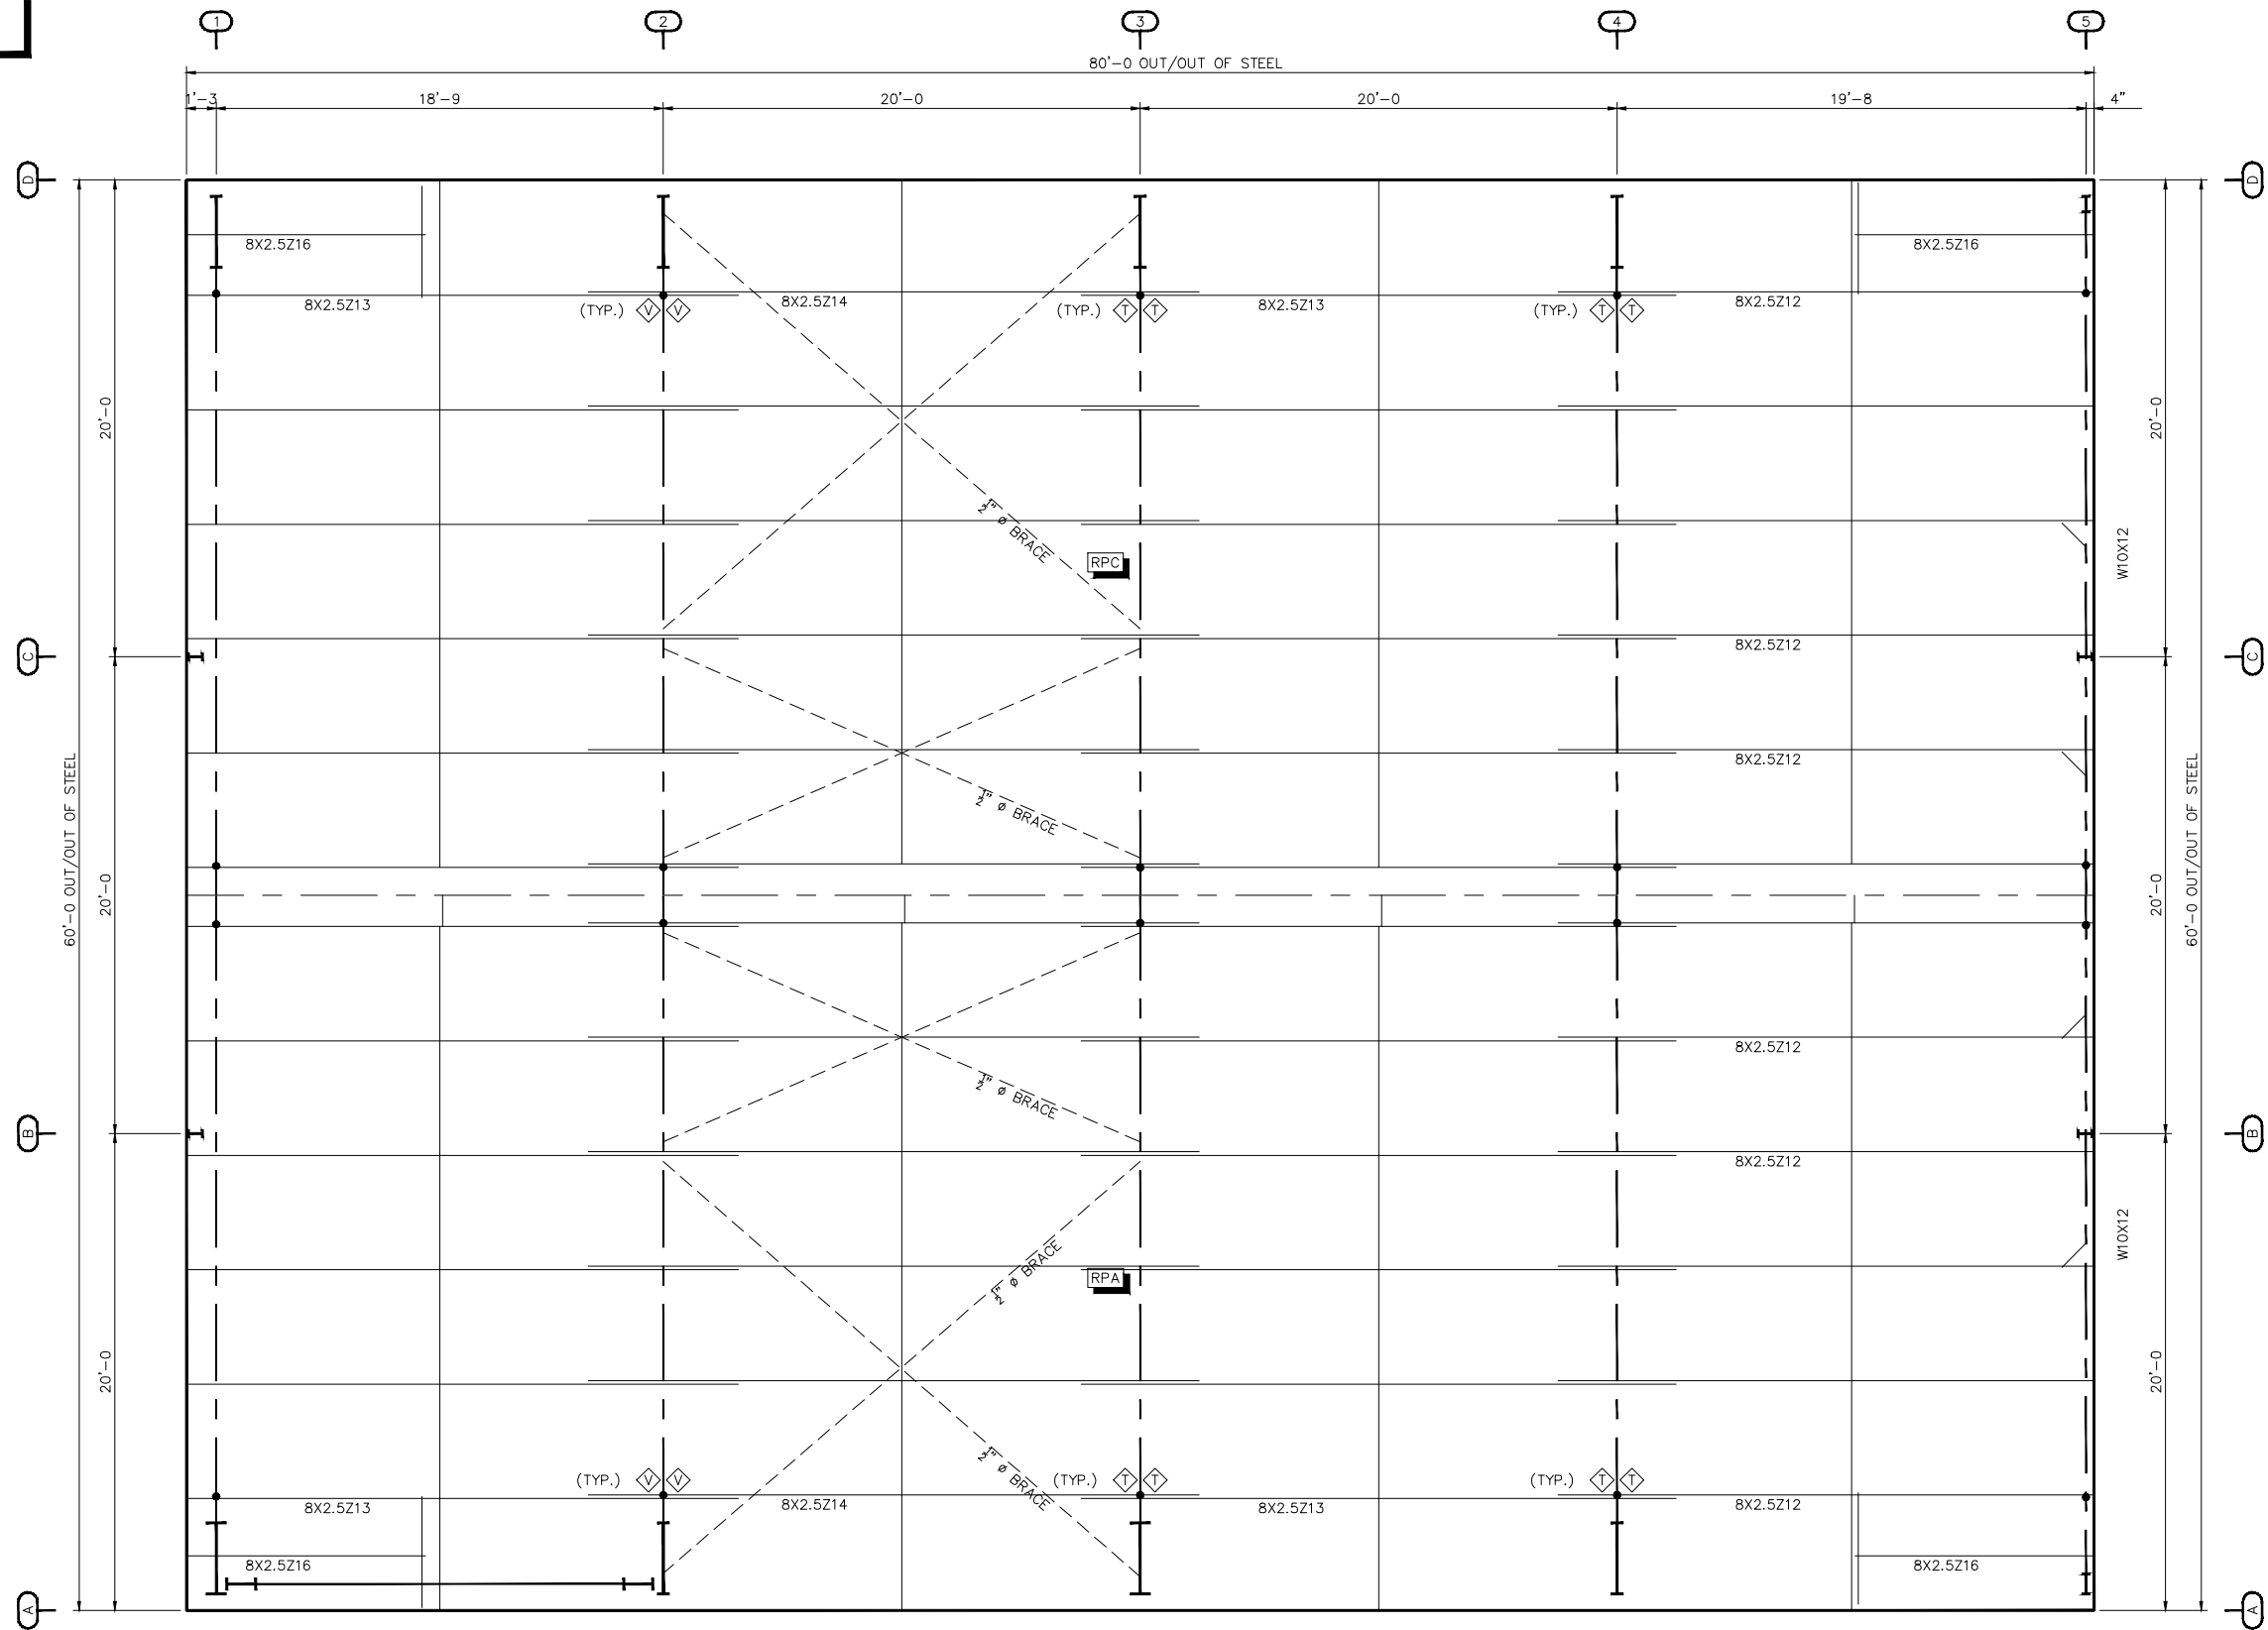 1 2 3 4 5
80'-0 OUT/OUT OF STEEL
1'-3 18'-9 20'-0 20'-0 19'-8 4"
D D
8X2.5Z16 8X2.5Z16
8X2.5Z13 8X2.5Z14 8X2.5Z13 8X2.5Z12
(TYP.) V V (TYP.) T T (TYP.) T T
20'-0 20'-0
1/2" ø BRACE
W10X12
RPC
8X2.5Z12
C C
8X2.5Z12
1/2" ø BRACE
60'-0 OUT/OUT OF STEEL 60'-0 OUT/OUT OF STEEL
20'-0 20'-0
8X2.5Z12
1/2" ø BRACE
B B
8X2.5Z12
W10X12
1/2" ø BRACE
RPA
20'-0 20'-0
(TYP.) V V (TYP.) T T (TYP.) T T
1/2" ø BRACE
8X2.5Z13 8X2.5Z14 8X2.5Z13 8X2.5Z12
8X2.5Z16 8X2.5Z16
A A